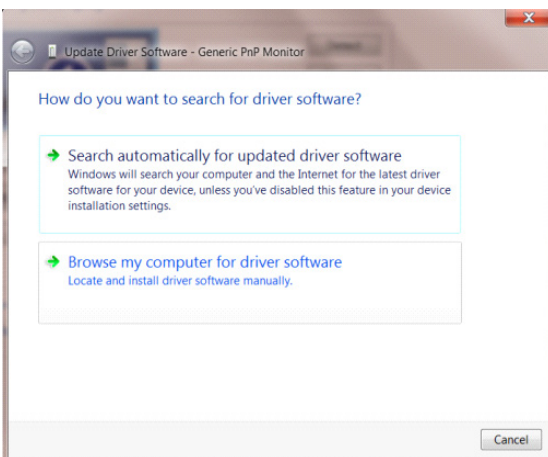 Update Driver Software - Generic PnP Monitor
How do you want to search for driver software?
Search automatically for updated driver software
Windows will search your computer and the Internet for the latest driver
software for your device, unless you've disabled this feature in your device
installation settings.
Browse my computer for driver software
Locate and install driver software manually.
Cancel